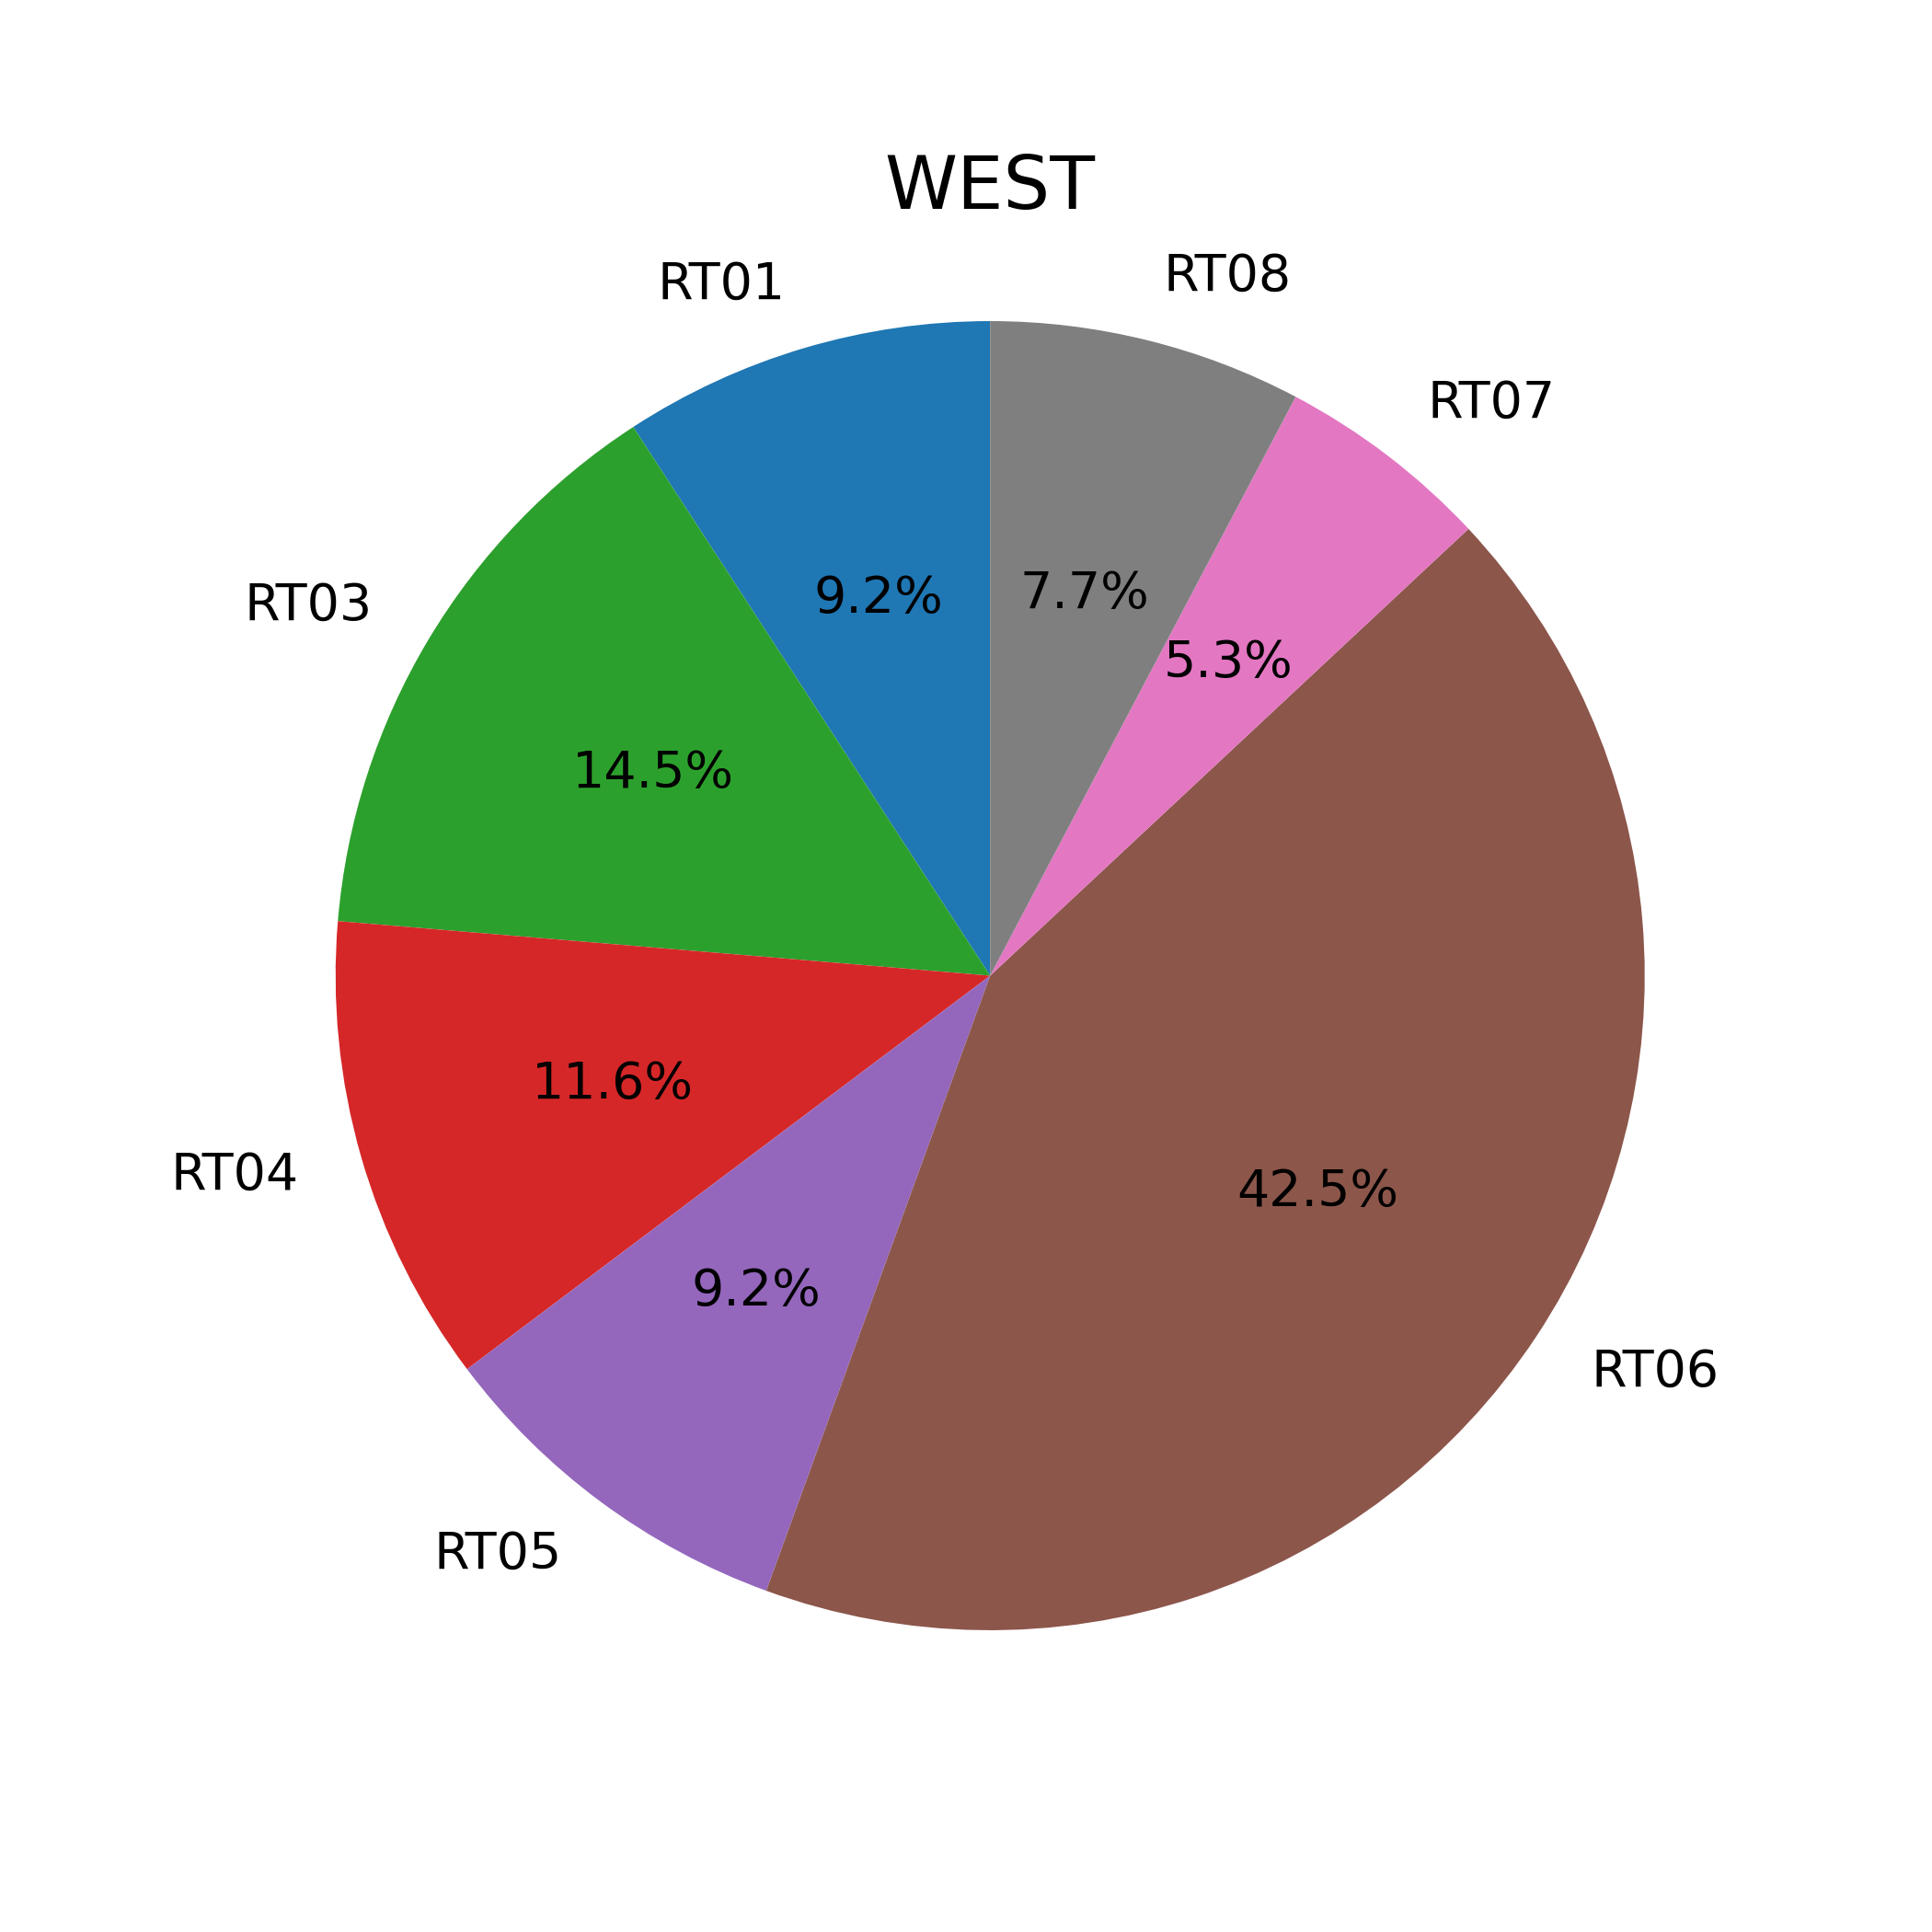 WEST
RT08
RT01
RT07
7.7%
9.2%
RT03
5.3%
14.5%
11.6%
RT04
42.5%
9.2%
RT06
RT05